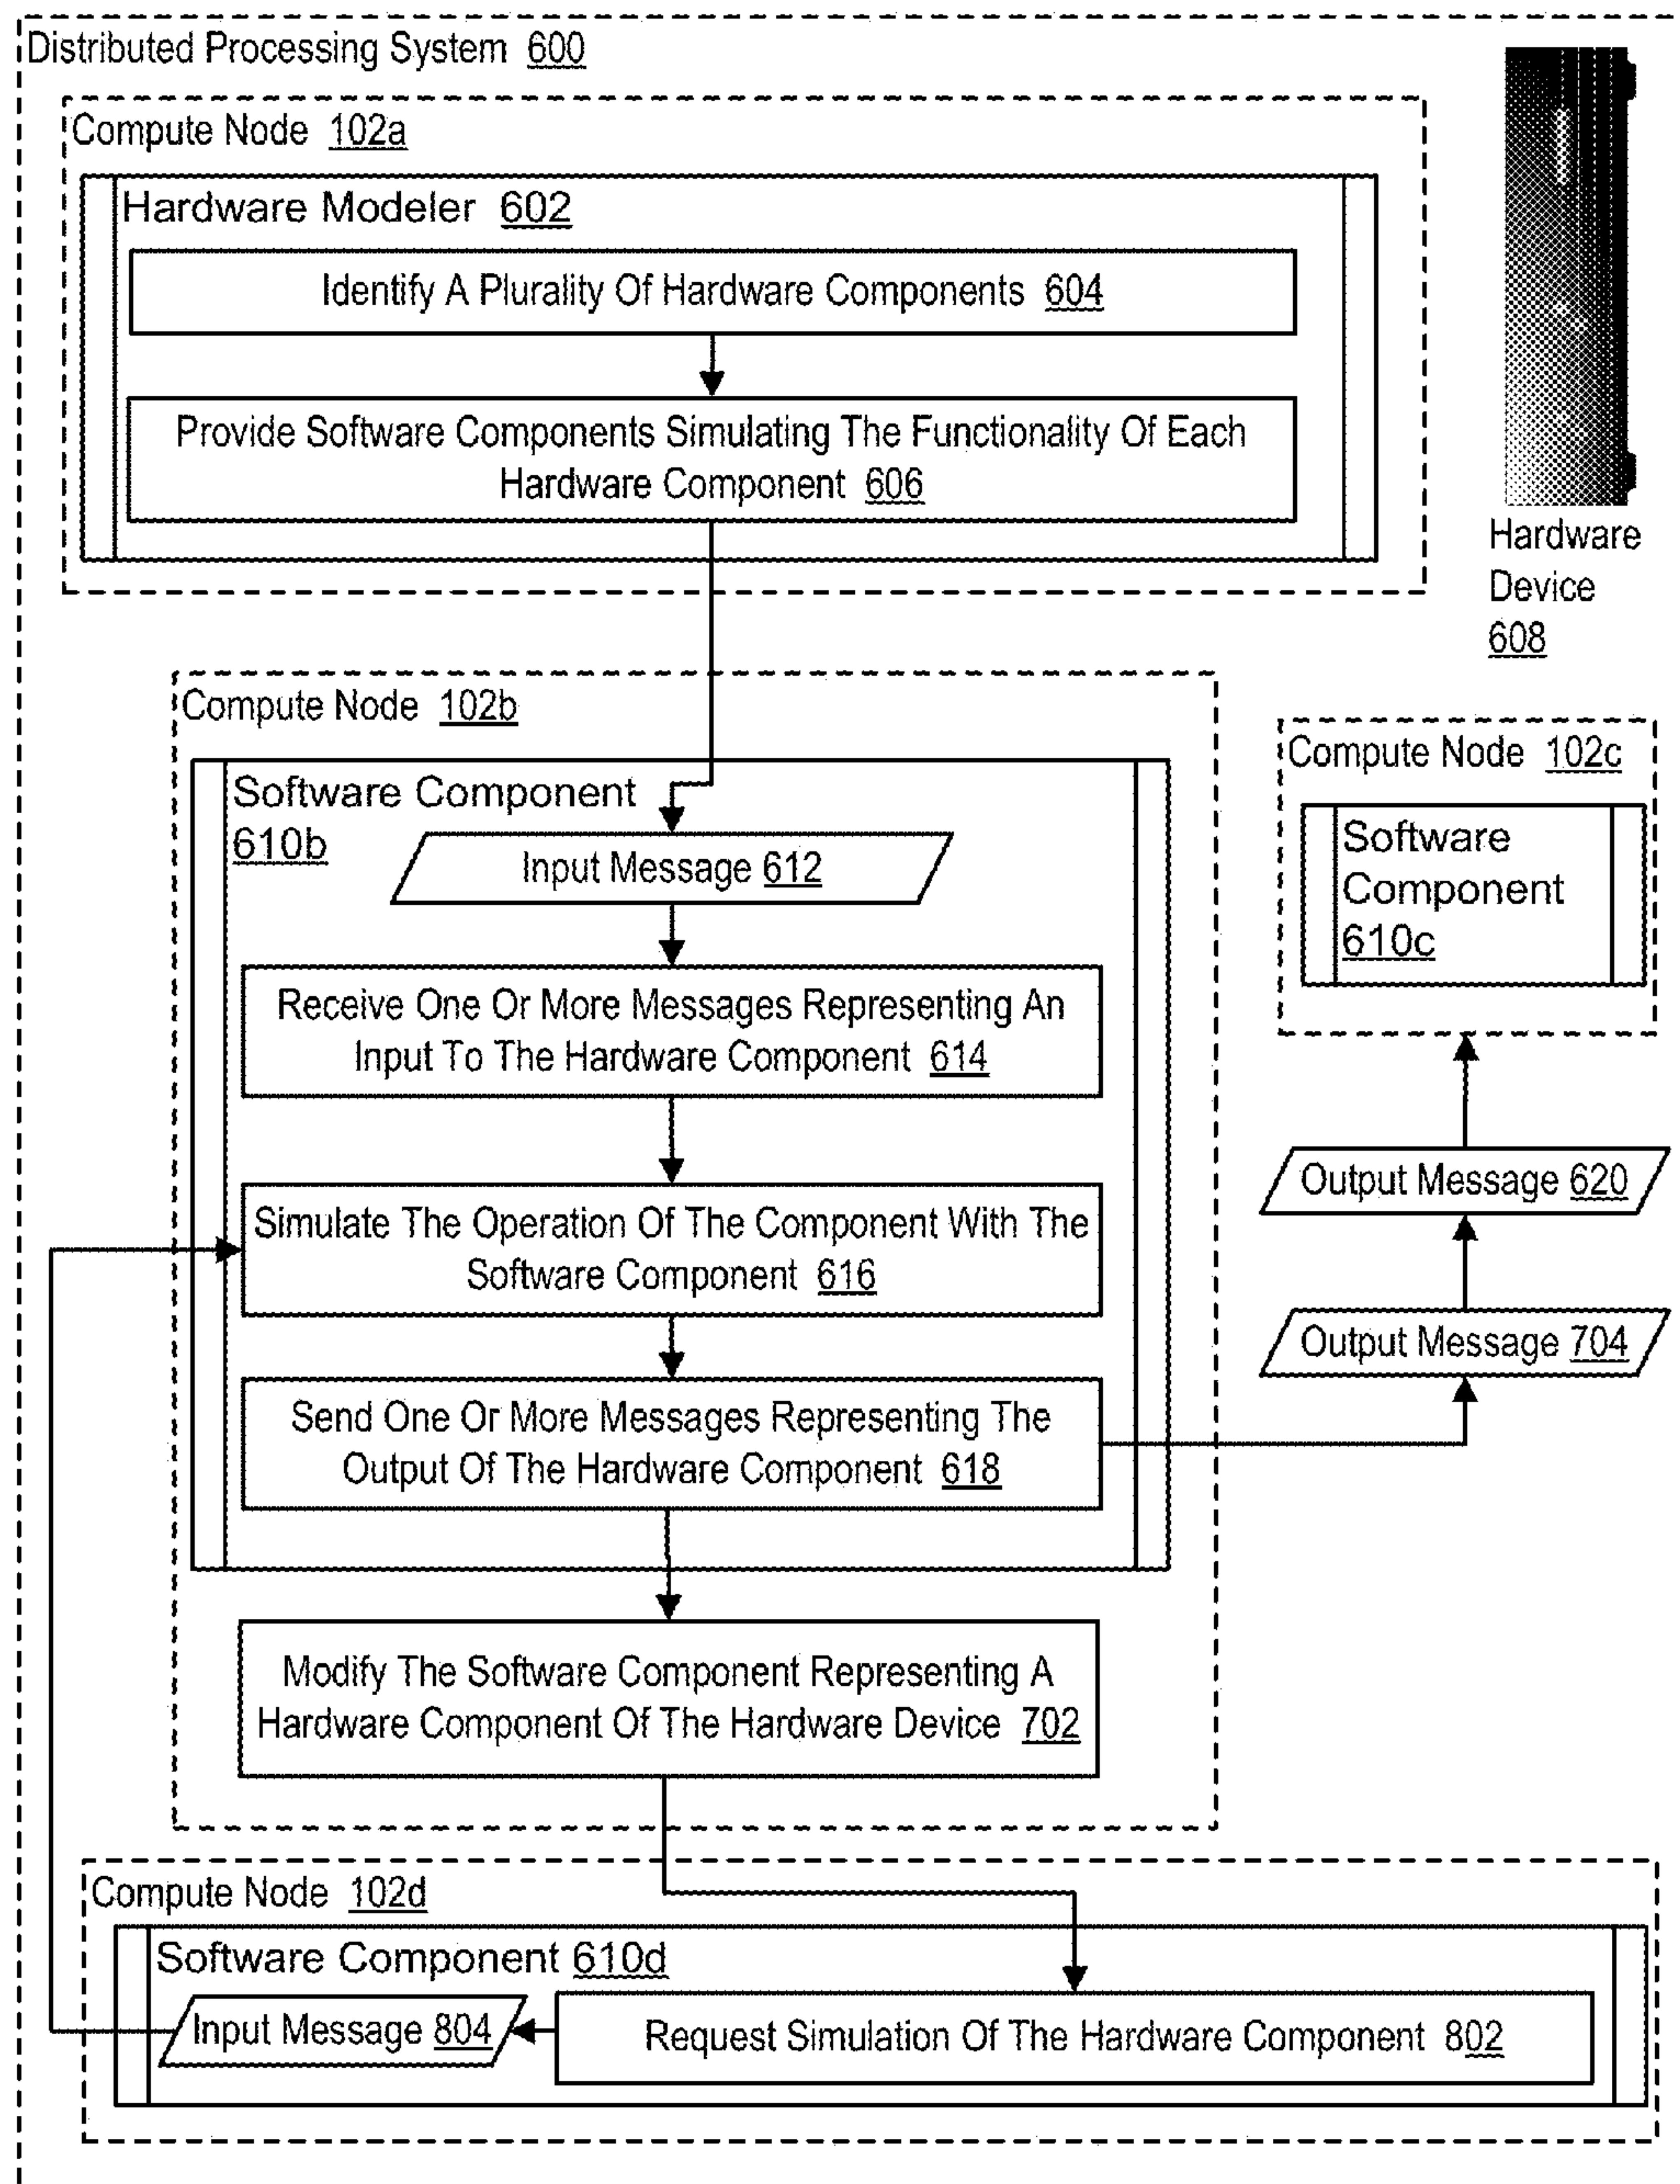 Distributed Processing System 600
Compute Node 102a
Hardware Modeler 602
Identify A Plurality Of Hardware Components 604
Provide Software Components Simulating The Functionality Of Each
Hardware Component 606
Hardware
Device
608
Compute Node 102b
Software Component
610b
Input Message 612
Receive One Or More Messages Representing An
Input To The Hardware Component 614
Simulate The Operation Of The Component With The
Software Component 616
Send One Or More Messages Representing The
Output Of The Hardware Component 618
Modify The Software Component Representing A
Hardware Component Of The Hardware Device 702
Compute Node 102c
Software
Component
610c
Output Message 620
Output Message 704
Compute Node 102d
Software Component 610d
Input Message 804
Request Simulation Of The Hardware Component 802